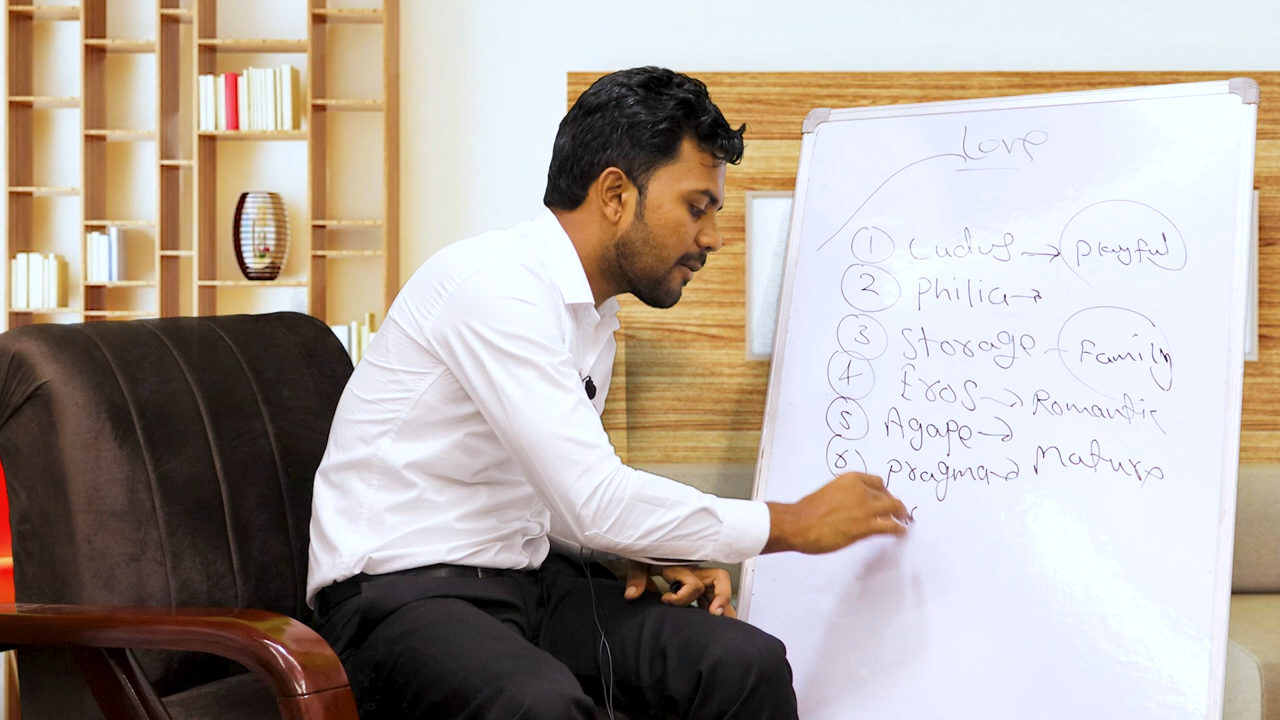 Love
1 Ludus → Playful
2 Philia →
3 Storage - Family
4 Eros → Romantic
5 Agape →
6 pragma → Mature